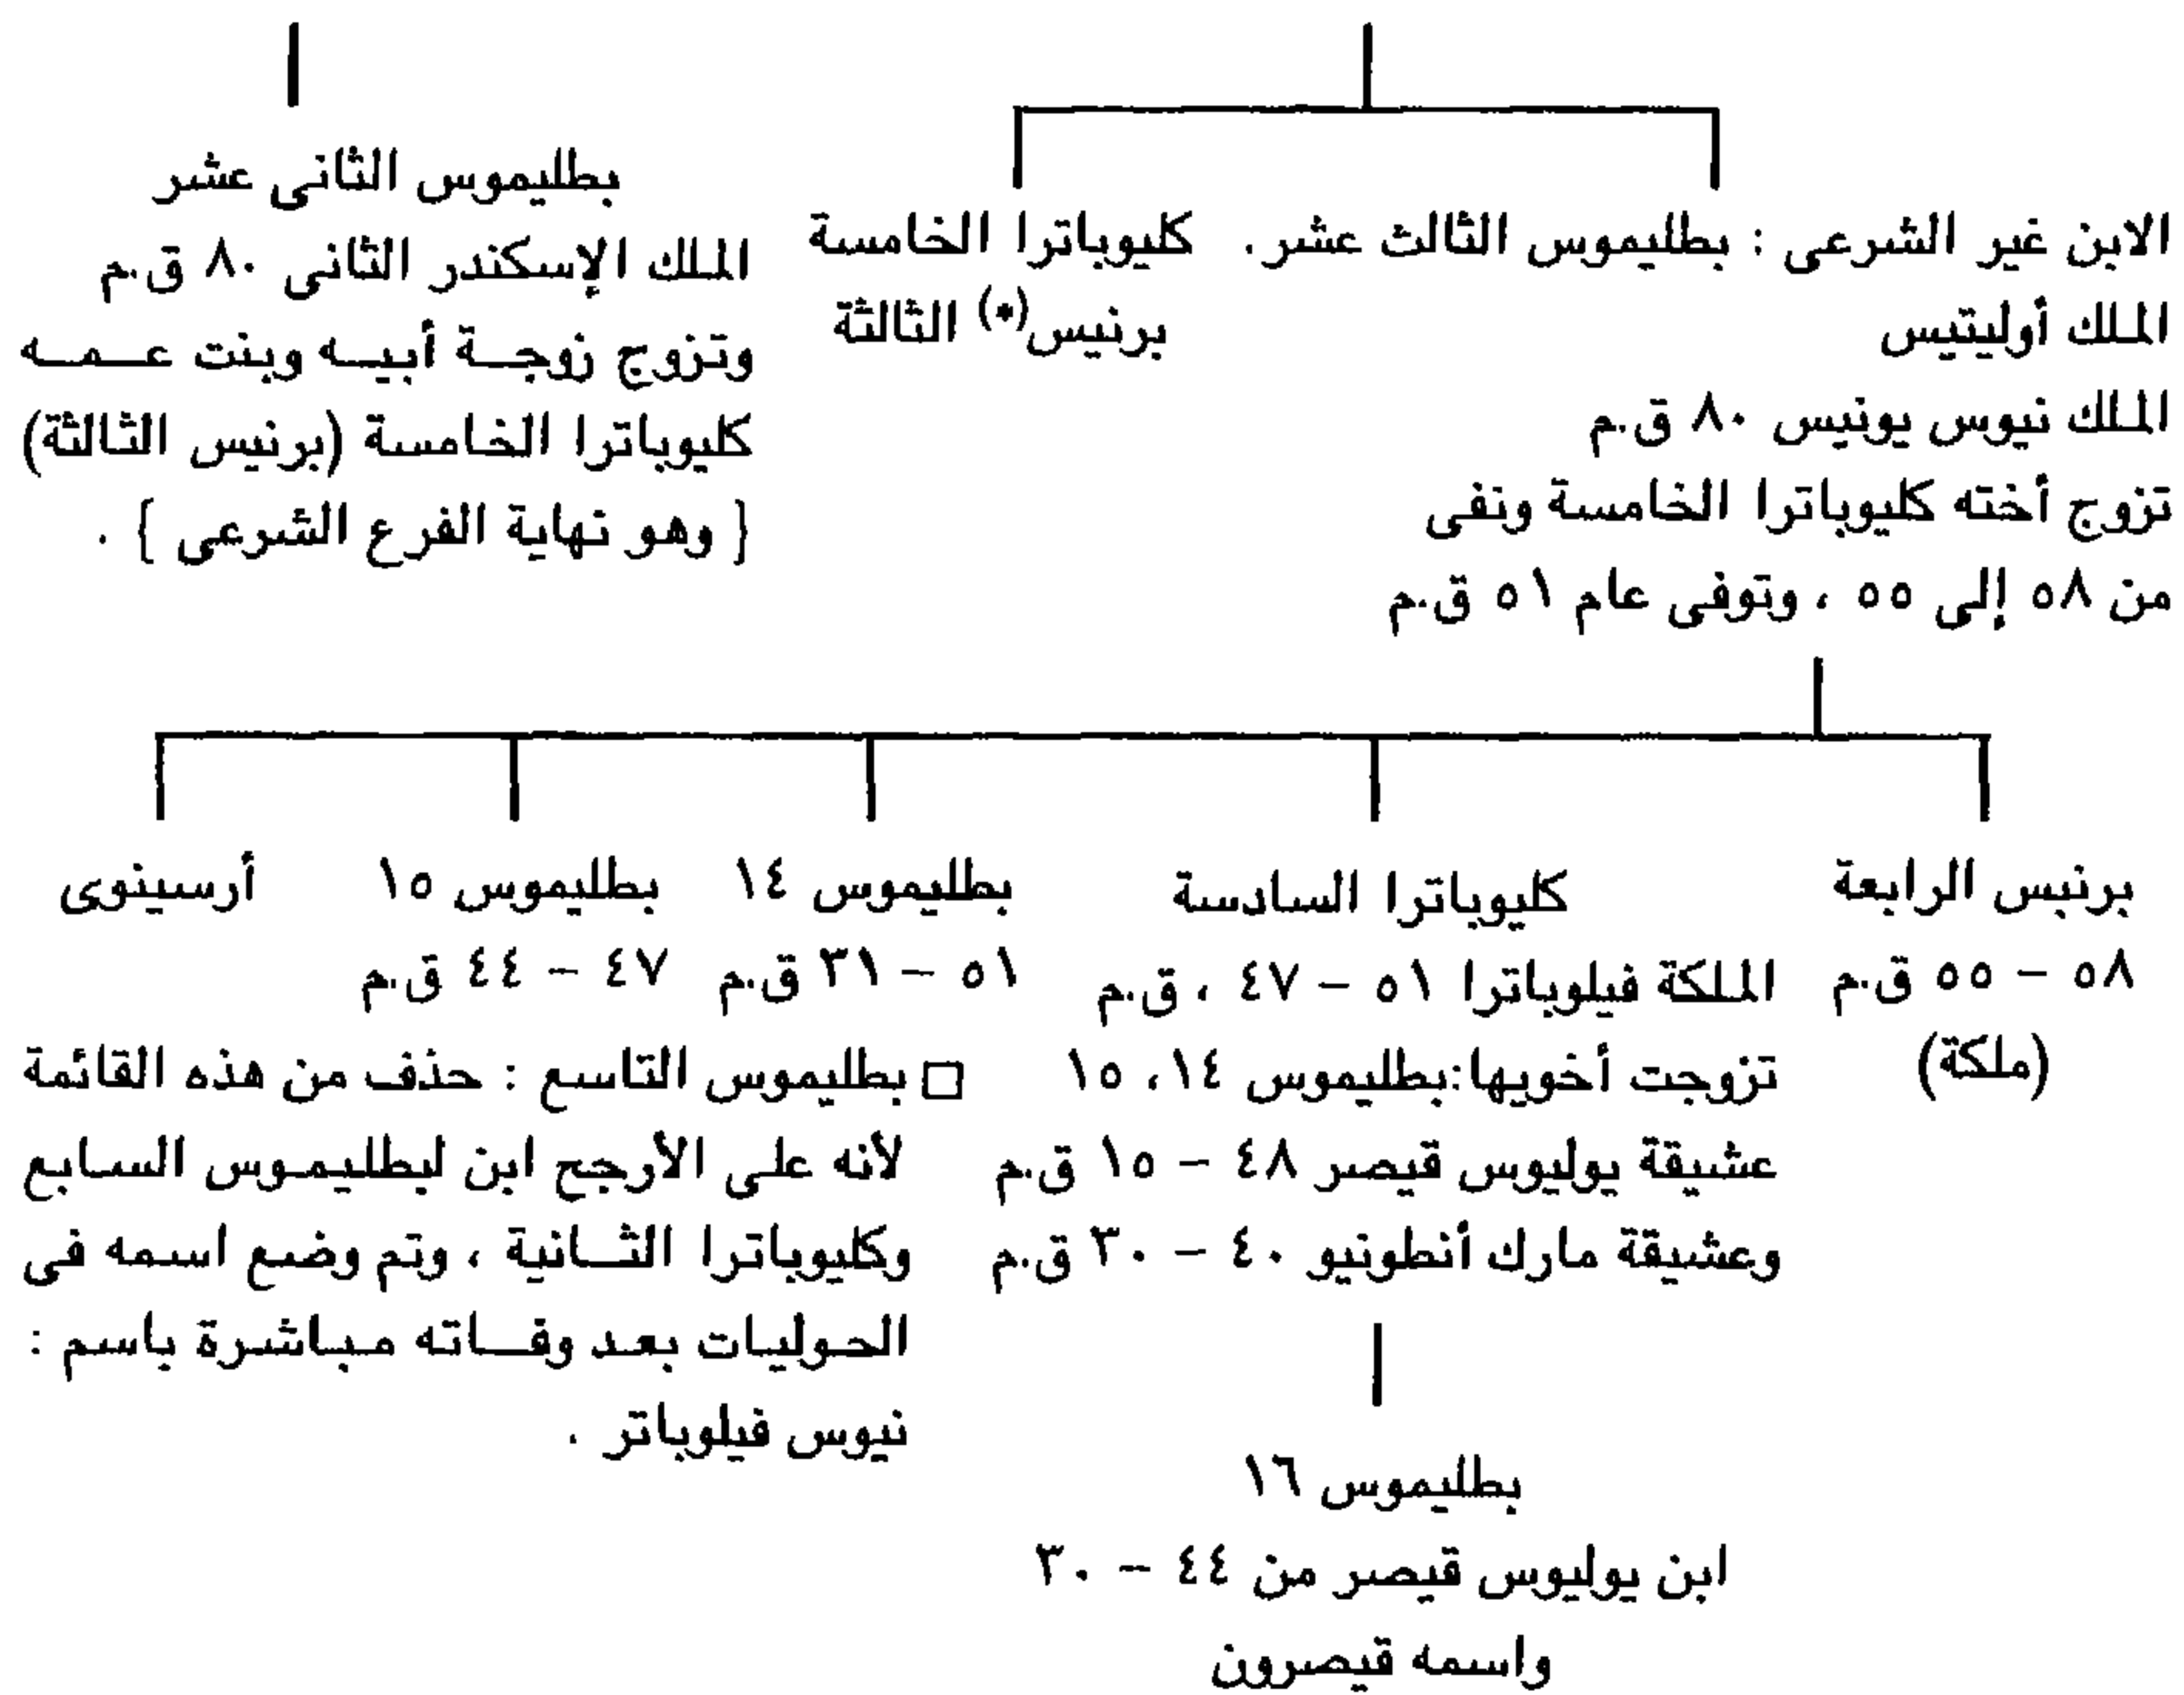 الابن غير الشرعى : بطليموس الثالث عشر .
الملك أوليتيس
الملك نيوس يونيس ٨٠ ق.م
تزوج أخته كليوباترا الخامسة ونفى
من ٥٨ إلى ٥٥ ، وتوفى عام ٥١ ق.م
كليوباترا الخامسة
برنيس(*) الثالثة
بطليموس الثانى عشر
الملك الإسكندر الثانى ٨٠ ق.م
وتزوج زوجة أبيه وبنت عمه
كليوباترا الخامسة (برنيس الثالثة)
{ وهو نهاية الفرع الشرعى } .
برنيس الرابعة
٥٨ – ٥٥ ق.م
(ملكة)
كليوباترا السادسة
الملكة فيلوباترا ٥١ – ٤٧ ، ق.م
تزوجت أخويها:بطليموس ١٤، ١٥
عشيقة يوليوس قيصر ٤٨ – ١٥ ق.م
وعشيقة مارك أنطونيو ٤٠ – ٣٠ ق.م
بطليموس ١٤
٥١ – ٣١ ق.م
بطليموس ١٥
٤٧ – ٤٤ ق.م
أرسينوى
□ بطليموس التاسع : حذف من هذه القائمة
لأنه على الأرجح ابن لبطليموس السابع
وكليوباترا الثانية ، وتم وضع اسمه فى
الحوليات بعد وفاته مباشرة باسم :
نيوس فيلوباتر .
بطليموس ١٦
ابن يوليوس قيصر من ٤٤ – ٣٠
واسمه قيصرون